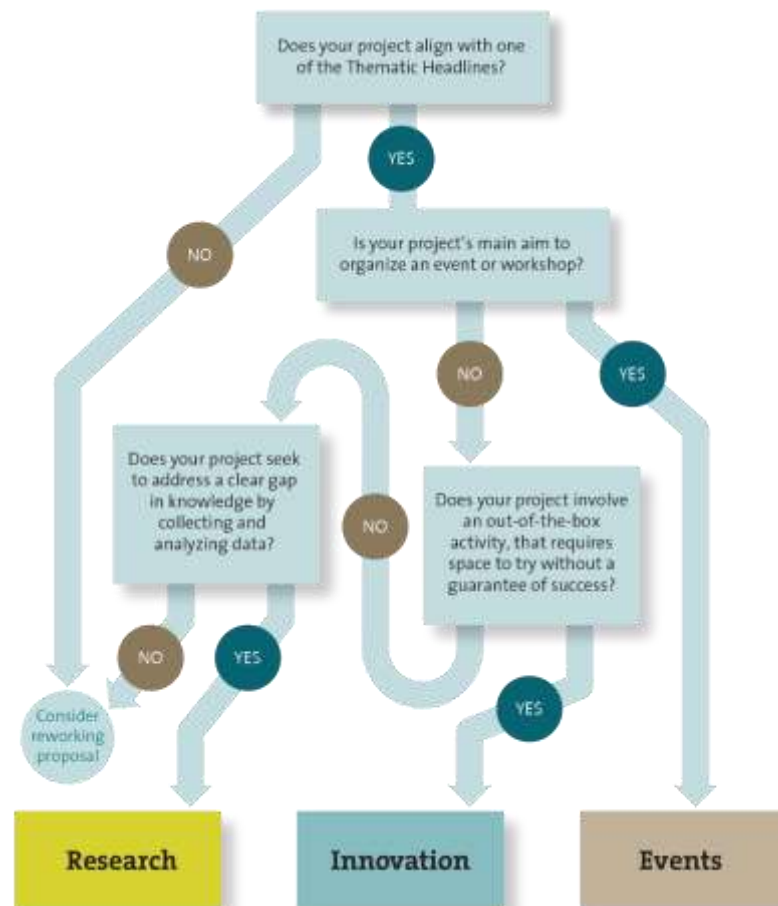 Does your project align with one
of the Thematic Headlines?
YES
NO
Is your project's main aim to
organize an event or workshop?
NO
YES
Does your project seek
to address a clear gap
in knowledge by
collecting and
analyzing data?
NO
Does your project involve
an out-of-the-box
activity, that requires
space to try without a
guarantee of success?
NO
YES
YES
Consider
reworking
proposal
Research
Innovation
Events